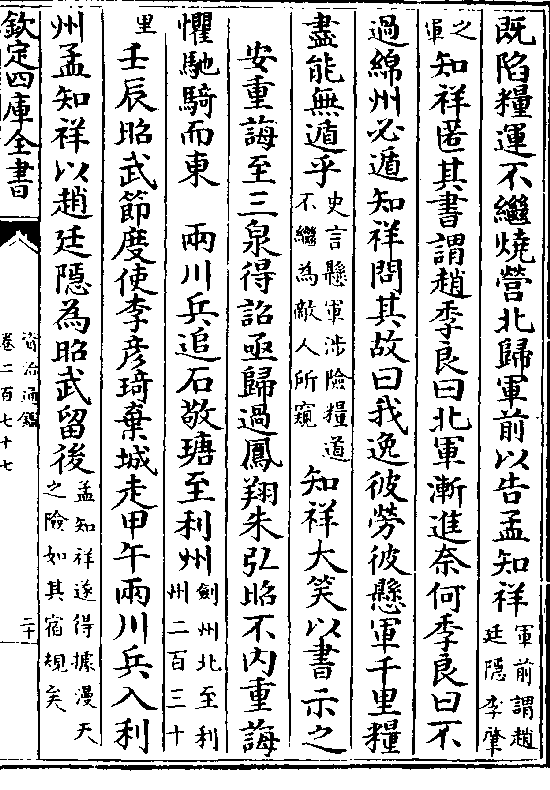 既陷糧運不繼燒營北歸軍前以告孟知祥軍前謂趙廷隱李肇
之軍知祥匿其書謂趙季良曰北軍漸進奈何季良曰不
過綿州必遁知祥問其故曰我逸彼勞彼懸軍千里糧
盡能無遁乎史言懸軍涉險糧道不繼為敵人所窺知祥大笑以書示之
安重誨至三泉得詔亟歸過鳳翔朱弘昭不內重誨
懼馳騎而東　兩川兵追石敬瑭至利州劍州北至利州二百三十
里壬辰昭武節度使李彥琦棄城走甲午兩川兵入利
州孟知祥以趙廷隱為昭武留後孟知祥遂得據漫天之險如其宿規矣
欽定四庫全書
資治通鑑
卷二百七十七
二十